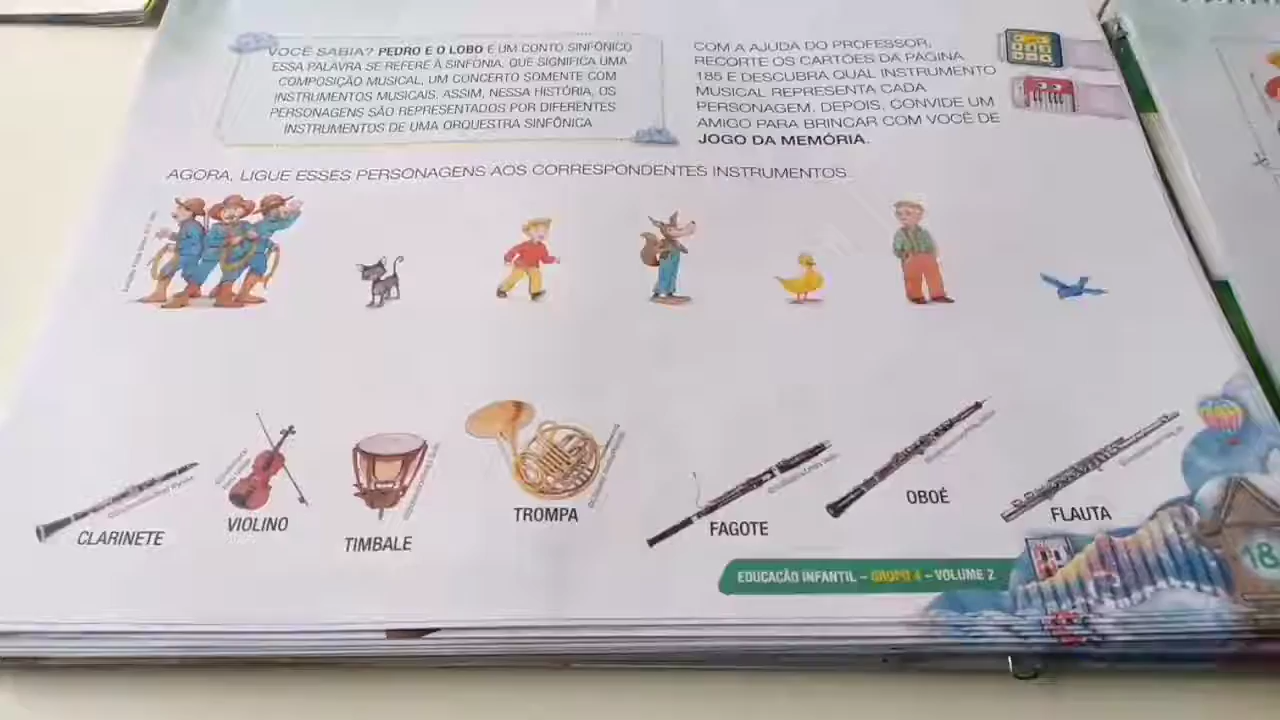 VOCÊ SABIA? PEDRO E O LOBO É UM CONTO SINFÔNICO
ESSA PALAVRA SE REFERE À SINFONIA, QUE SIGNIFICA UMA
COMPOSIÇÃO MUSICAL, UM CONCERTO SOMENTE COM
INSTRUMENTOS MUSICAIS. ASSIM, NESSA HISTÓRIA, OS
PERSONAGENS SÃO REPRESENTADOS POR DIFERENTES
INSTRUMENTOS DE UMA ORQUESTRA SINFÔNICA
COM A AJUDA DO PROFESSOR,
RECORTE OS CARTÕES DA PÁGINA
185 E DESCUBRA QUAL INSTRUMENTO
MUSICAL REPRESENTA CADA
PERSONAGEM. DEPOIS, CONVIDE UM
AMIGO PARA BRINCAR COM VOCÊ DE
JOGO DA MEMÓRIA.
AGORA, LIGUE ESSES PERSONAGENS AOS CORRESPONDENTES INSTRUMENTOS.
CLARINETE
VIOLINO
TIMBALE
TROMPA
FAGOTE
OBOÉ
FLAUTA
EDUCAÇÃO INFANTIL – GRUPO 4 – VOLUME 2
18